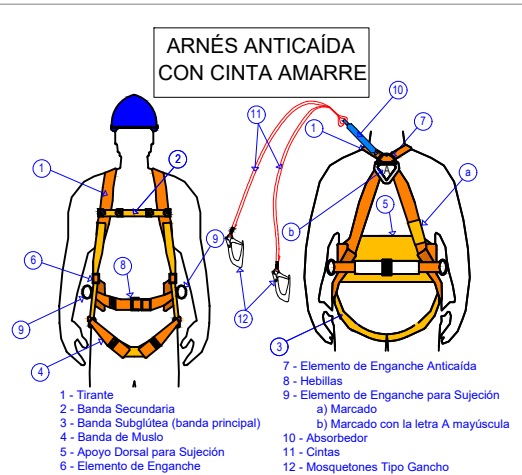 ARNÉS ANTICAÍDA
CON CINTA AMARRE
10
11
1
7
1
2
a
b
5
9
6
8
9
12
4
3
A
1 - Tirante
2 - Banda Secundaria
3 - Banda Subglútea (banda principal)
4 - Banda de Muslo
5 - Apoyo Dorsal para Sujeción
6 - Elemento de Enganche
7 - Elemento de Enganche Anticaída
8 - Hebillas
9 - Elemento de Enganche para Sujeción
a) Marcado
b) Marcado con la letra A mayúscula
10 - Absorbedor
11 - Cintas
12 - Mosquetones Tipo Gancho